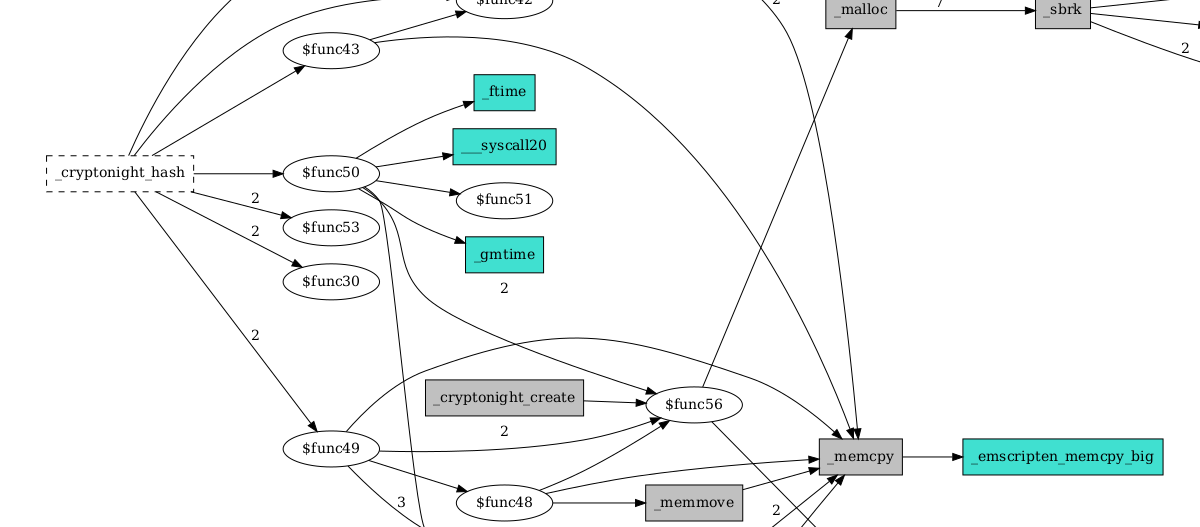 $func42
2
_malloc
7
_sbrk
2
$func43
_ftime
___syscall20
_cryptonight_hash
$func50
2
$func51
$func53
2
_gmtime
$func30
2
2
_cryptonight_create
$func56
2
$func49
_memcpy
_emscripten_memcpy_big
3
$func48
_memmove
2